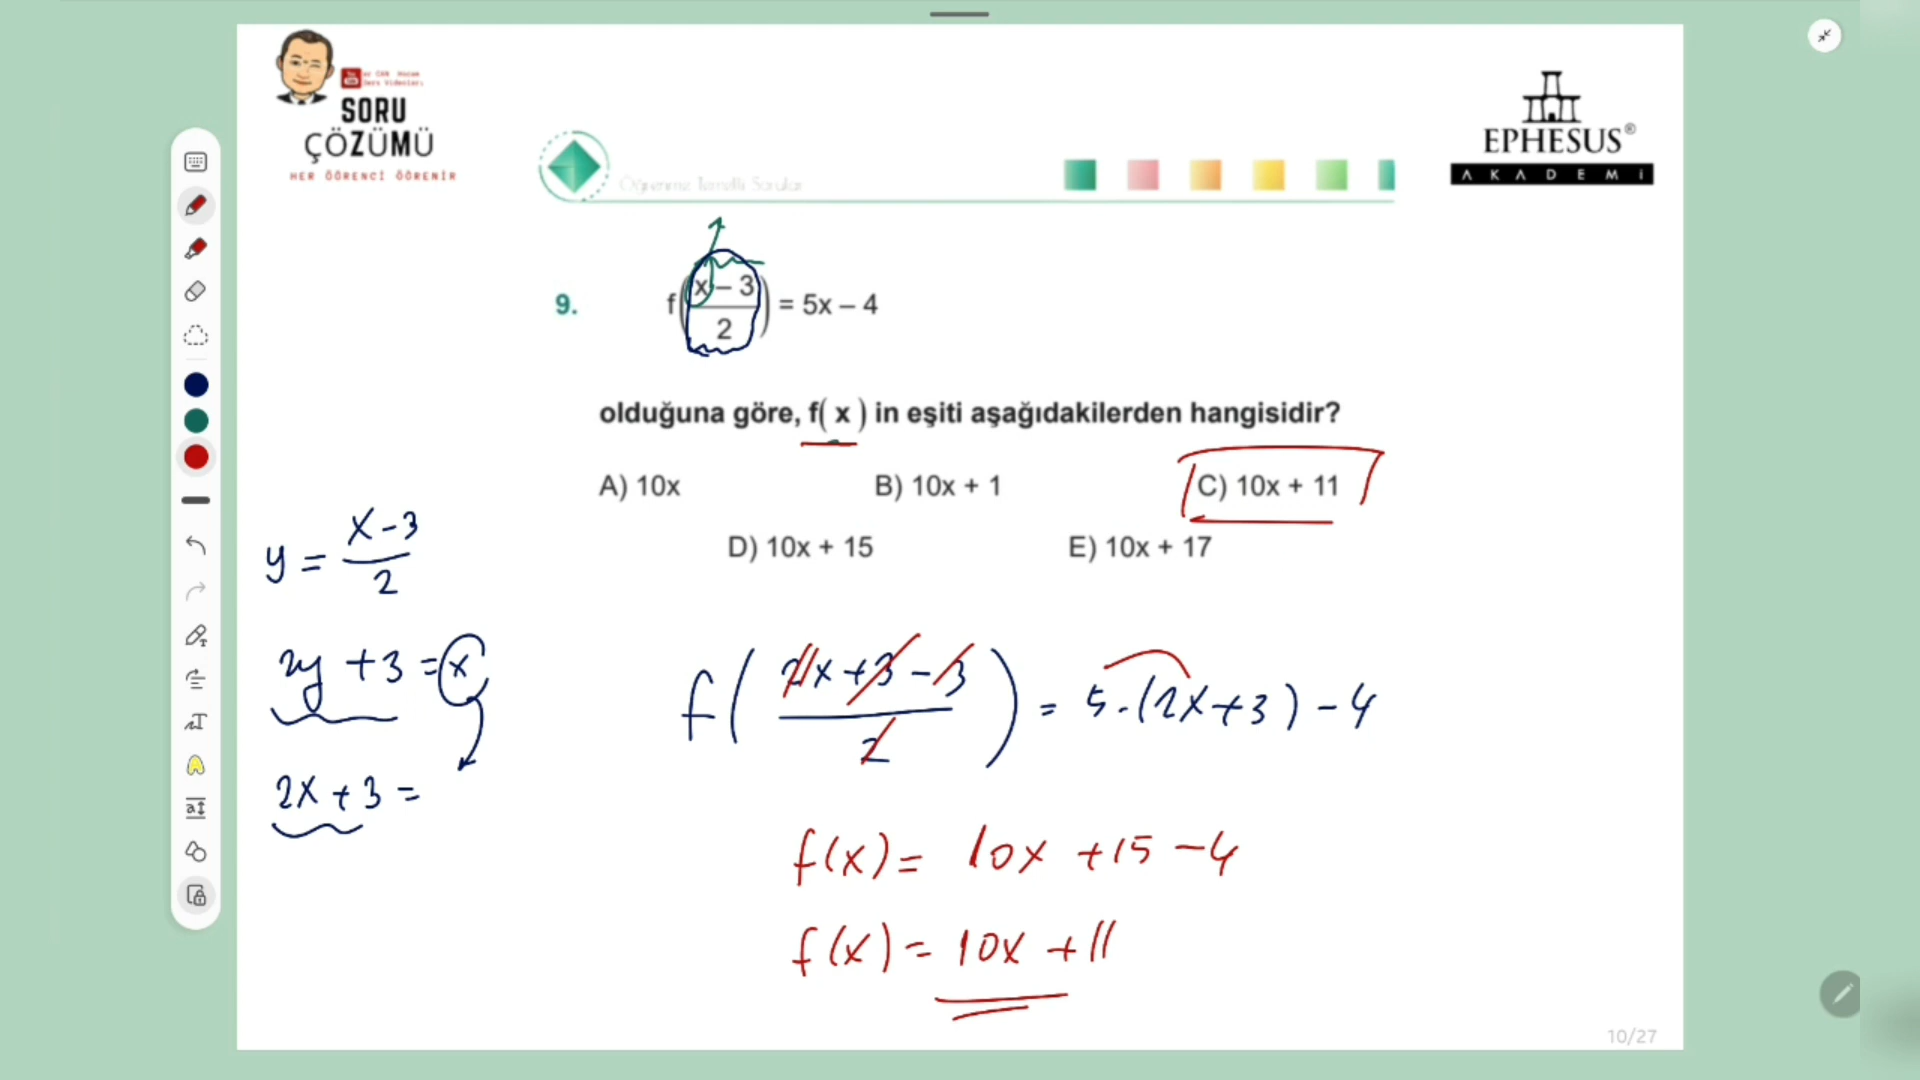 SORU
ÇÖZÜMÜ
HER ÖĞRENCİ ÖĞRENİR
EPHESUS®
AKADEMİ
9. f((x – 3)/2) = 5x – 4
olduğuna göre, f( x ) in eşiti aşağıdakilerden hangisidir?
A) 10x B) 10x + 1 C) 10x + 11
D) 10x + 15 E) 10x + 17
y = (x-3)/2
2y + 3 = x
2x + 3 =
f((2x+3-3)/2) = 5.(2x+3) -4
f(x) = 10x +15 -4
f(x) = 10x +11
10/27